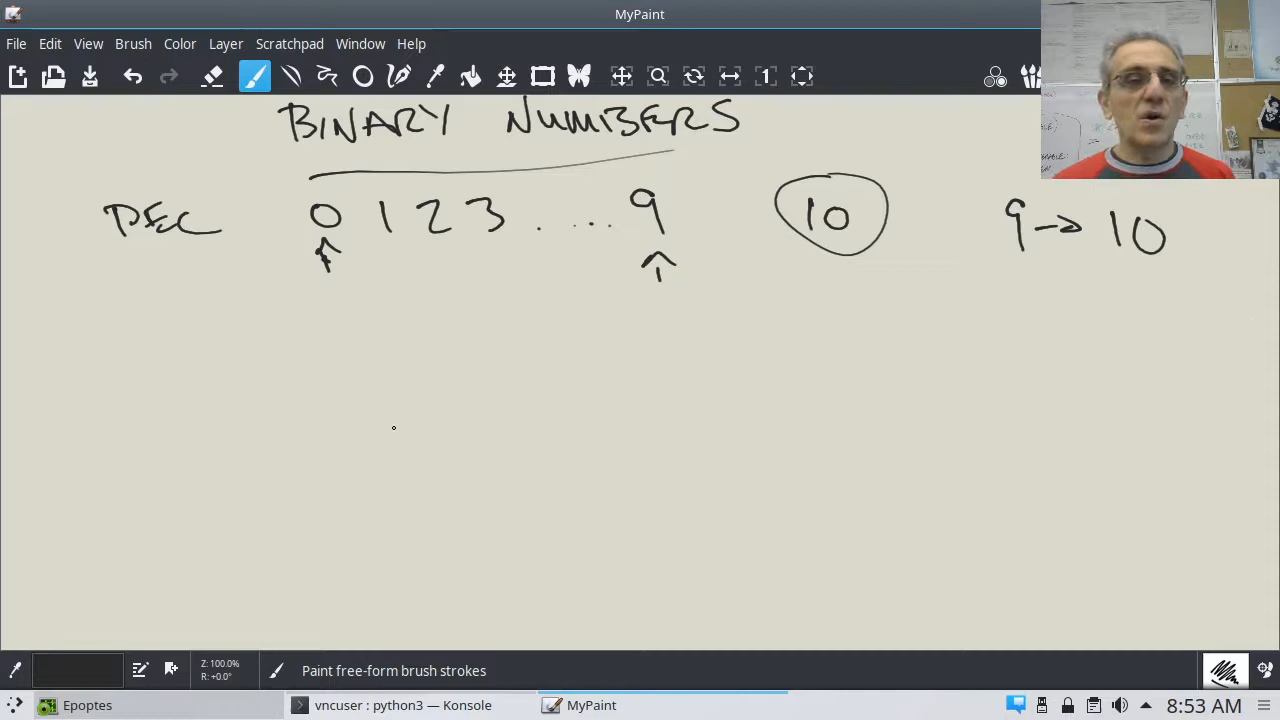 MyPaint
File Edit View Brush Color Layer Scratchpad Window Help
BINARY NUMBERS
DEC 0 1 2 3 . ... 9 10 9 → 10
Z: 100.0%
R: +0.0°
Paint free-form brush strokes
Epoptes vncuser : python3 — Konsole MyPaint 8:53 AM